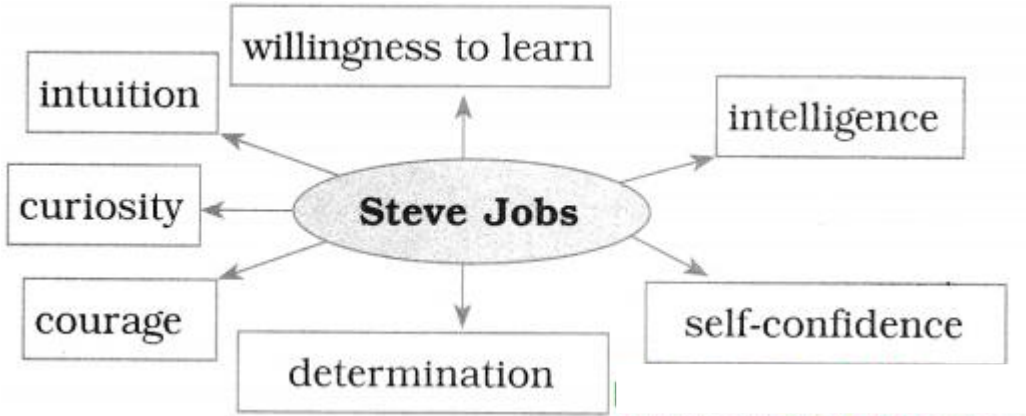 willingness to learn
intuition
intelligence
curiosity
Steve Jobs
courage
self-confidence
determination